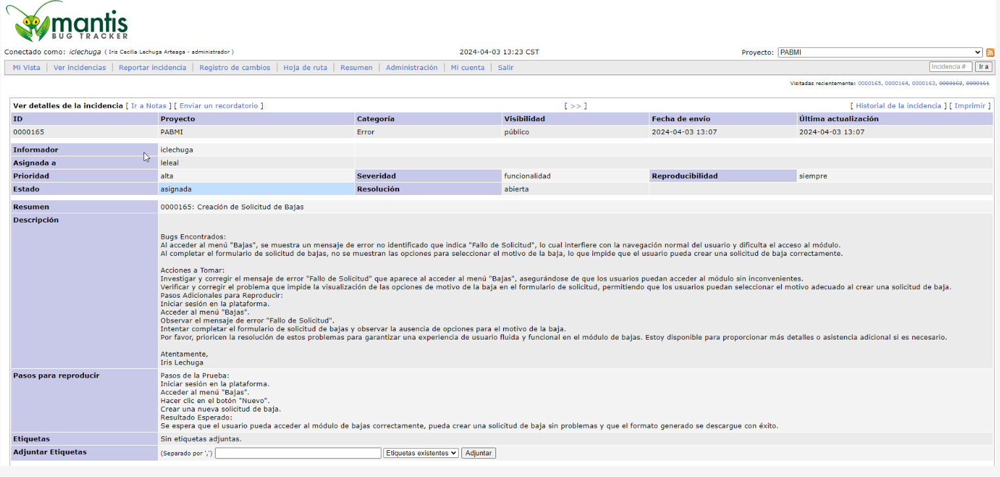 mantis
BUG TRACKER
Conectado como: iclechuga ( Iris Cecilia Lechuga Arteaga - administrador ) 2024-04-03 13:23 CST Proyecto: PABMI
Mi Vista | Ver incidencias | Reportar incidencia | Registro de cambios | Hoja de ruta | Resumen | Administración | Mi cuenta | Salir Incidencia # Ir a
Visitadas recientemente: 0000165, 0000164, 0000163, 0000162, 0000161
Ver detalles de la incidencia [ Ir a Notas ] [ Enviar un recordatorio ] [ >> ] [ Historial de la incidencia ] [ Imprimir ]
ID Proyecto Categoría Visibilidad Fecha de envío Última actualización
0000165 PABMI Error público 2024-04-03 13:07 2024-04-03 13:07
Informador iclechuga
Asignada a leleal
Prioridad alta Severidad funcionalidad Reproducibilidad siempre
Estado asignada Resolución abierta
Resumen 0000165: Creación de Solicitud de Bajas
Descripción
Bugs Encontrados:
Al acceder al menú "Bajas", se muestra un mensaje de error no identificado que indica "Fallo de Solicitud", lo cual interfiere con la navegación normal del usuario y dificulta el acceso al módulo.
Al completar el formulario de solicitud de bajas, no se muestran las opciones para seleccionar el motivo de la baja, lo que impide que el usuario pueda crear una solicitud de baja correctamente.
Acciones a Tomar:
Investigar y corregir el mensaje de error "Fallo de Solicitud" que aparece al acceder al menú "Bajas", asegurándose de que los usuarios puedan acceder al módulo sin inconvenientes.
Verificar y corregir el problema que impide la visualización de las opciones de motivo de la baja en el formulario de solicitud, permitiendo que los usuarios puedan seleccionar el motivo adecuado al crear una solicitud de baja.
Pasos Adicionales para Reproducir:
Iniciar sesión en la plataforma.
Acceder al menú "Bajas".
Observar el mensaje de error "Fallo de Solicitud".
Intentar completar el formulario de solicitud de bajas y observar la ausencia de opciones para el motivo de la baja.
Por favor, prioricen la resolución de estos problemas para garantizar una experiencia de usuario fluida y funcional en el módulo de bajas. Estoy disponible para proporcionar más detalles o asistencia adicional si es necesario.
Atentamente,
Iris Lechuga
Pasos para reproducir Pasos de la Prueba:
Iniciar sesión en la plataforma.
Acceder al menú "Bajas".
Hacer clic en el botón "Nuevo".
Crear una nueva solicitud de baja.
Resultado Esperado:
Se espera que el usuario pueda acceder al módulo de bajas correctamente, pueda crear una solicitud de baja sin problemas y que el formato generado se descargue con éxito.
Etiquetas Sin etiquetas adjuntas.
Adjuntar Etiquetas (Separado por ',') Etiquetas existentes Adjuntar